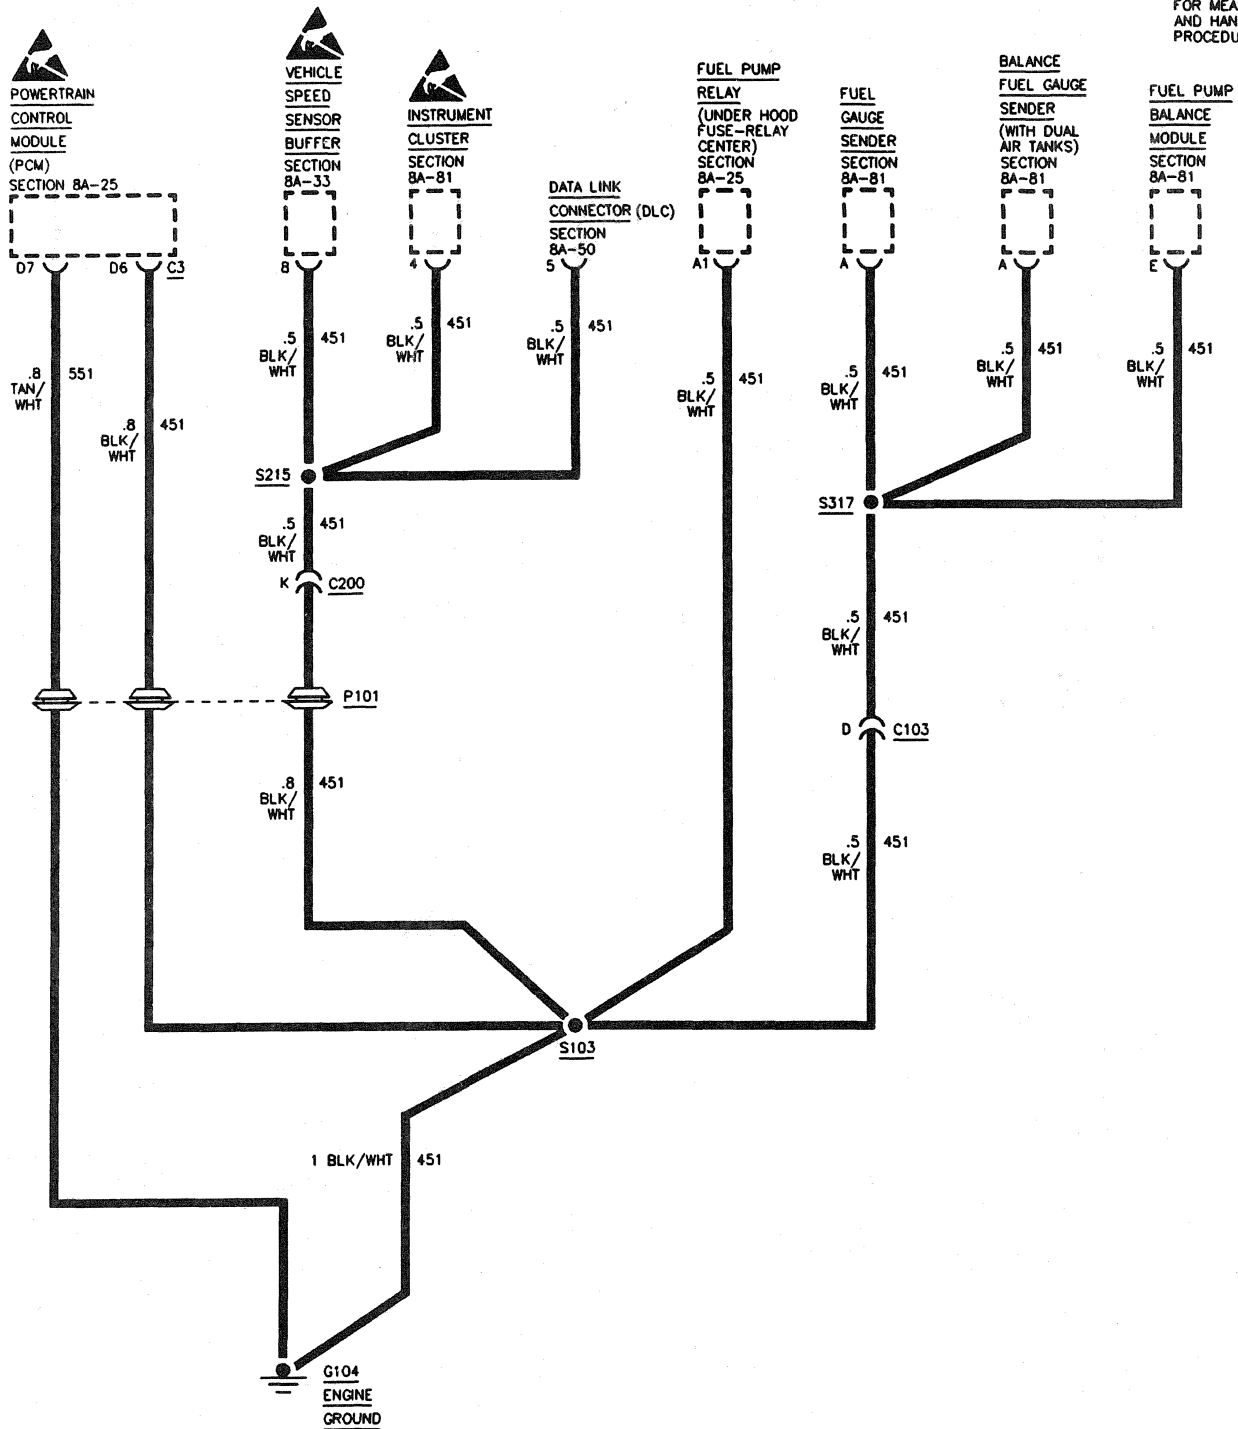 FOR MEA
AND HAN
PROCEDU
POWERTRAIN
CONTROL
MODULE
(PCM)
SECTION 8A-25
VEHICLE
SPEED
SENSOR
BUFFER
SECTION
8A-33
INSTRUMENT
CLUSTER
SECTION
8A-81
DATA LINK
CONNECTOR (DLC)
SECTION
8A-50
FUEL PUMP
RELAY
(UNDER HOOD
FUSE-RELAY
CENTER)
SECTION
8A-25
FUEL
GAUGE
SENDER
SECTION
8A-81
BALANCE
FUEL GAUGE
SENDER
(WITH DUAL
AIR TANKS)
SECTION
8A-81
FUEL PUMP
BALANCE
MODULE
SECTION
8A-81
D7
D6
C3
8
4
5
A1
A
A
E
.8
TAN/
WHT
551
.8
BLK/
WHT
451
.5
BLK/
WHT
451
.5
BLK/
WHT
451
.5
BLK/
WHT
451
.5
BLK/
WHT
451
.5
BLK/
WHT
451
.5
BLK/
WHT
451
.5
BLK/
WHT
451
S215
S317
.5
BLK/
WHT
451
K
C200
.5
BLK/
WHT
451
P101
D
C103
.8
BLK/
WHT
451
.5
BLK/
WHT
451
S103
1 BLK/WHT
451
G104
ENGINE
GROUND